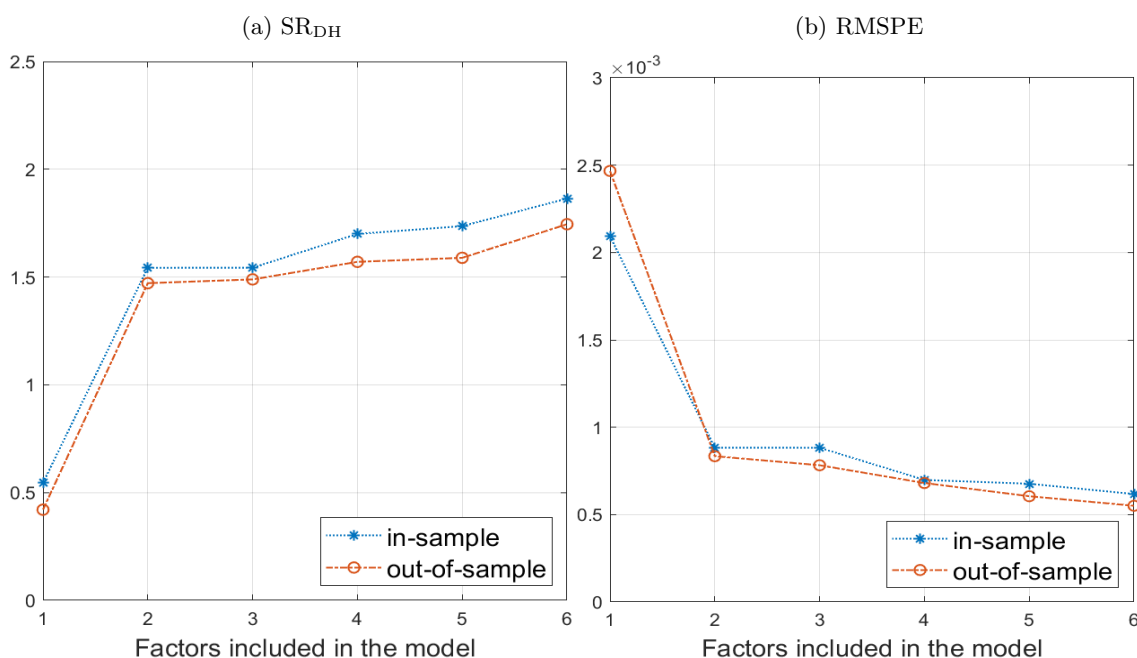 (a) SR_DH
2.5
2
1.5
1
0.5
0
1 2 3 4 5 6
Factors included in the model
in-sample
out-of-sample
(b) RMSPE
×10^-3
3
2.5
2
1.5
1
0.5
0
1 2 3 4 5 6
Factors included in the model
in-sample
out-of-sample